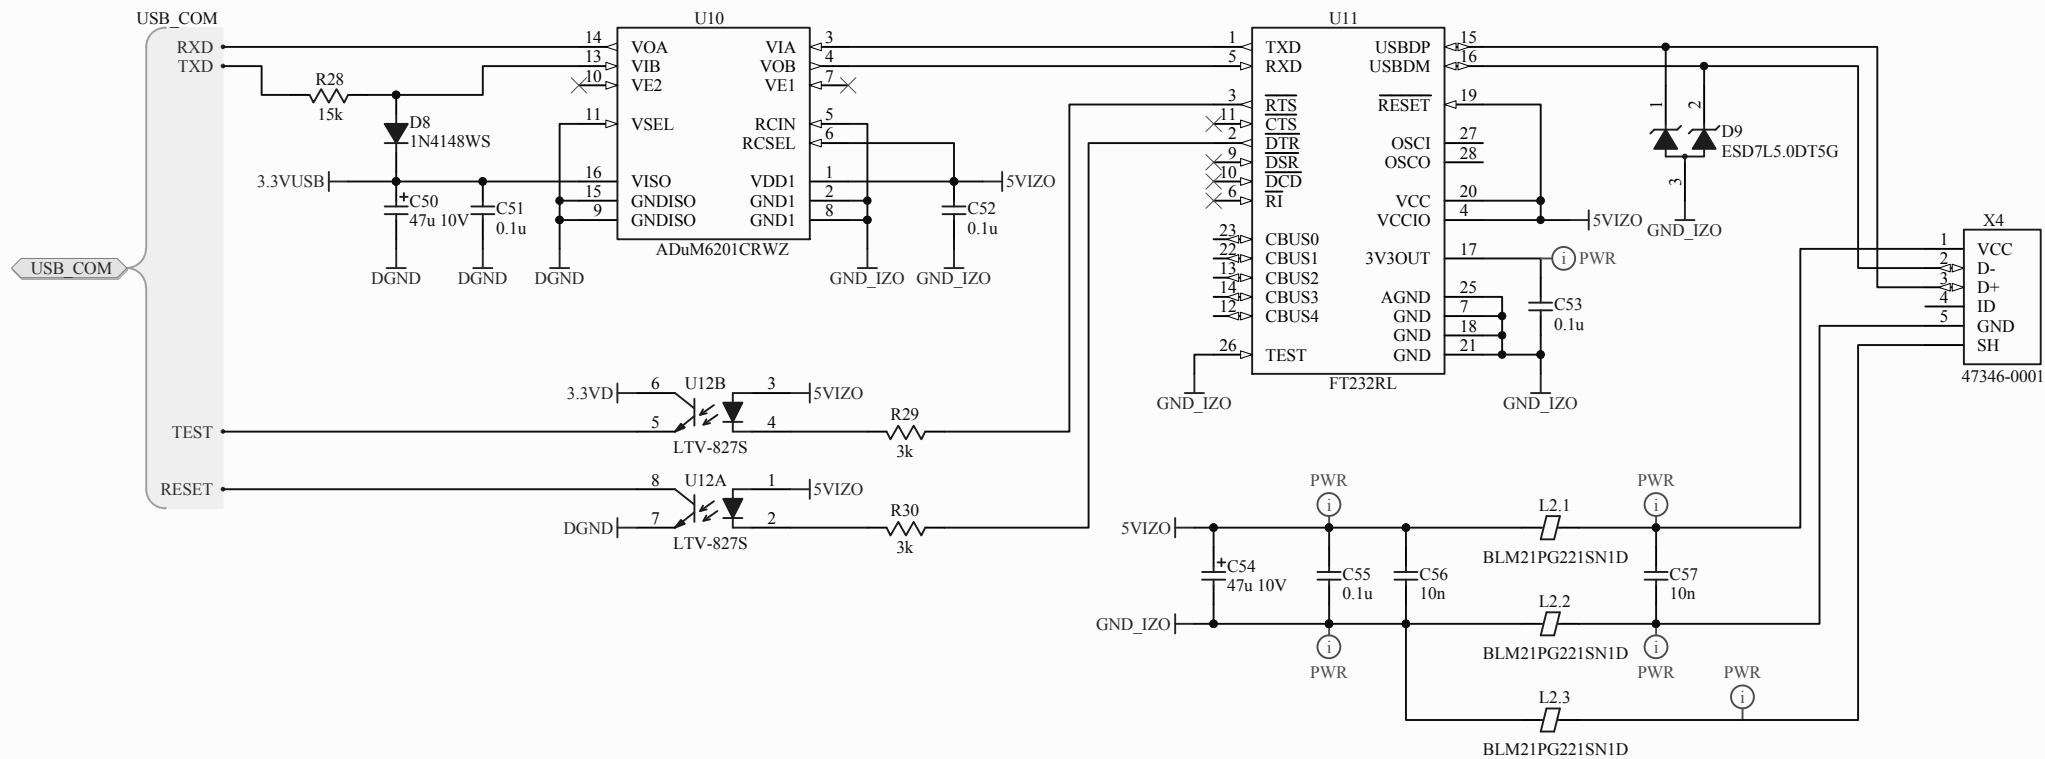 USB_COM
RXD
TXD
TEST
RESET
USB_COM
R28
15k
D8
1N4148WS
3.3VUSB
C50
47u 10V
C51
0.1u
DGND
DGND
DGND
U10
14 VOA VIA 3
13 VIB VOB 4
10 VE2 VE1 7
11 VSEL RCIN 5
RCSEL 6
16 VISO VDD1 1
15 GNDISO GND1 2
9 GNDISO GND1 8
ADuM6201CRWZ
5VIZO
C52
0.1u
GND_IZO
GND_IZO
U11
1 TXD USBDP 15
5 RXD USBDM 16
3 RTS RESET 19
11 CTS
2 DTR OSCI 27
9 DSR OSCO 28
10 DCD
6 RI VCC 20
VCCIO 4
23 CBUS0
22 CBUS1 3V3OUT 17
13 CBUS2
14 CBUS3 AGND 25
12 CBUS4 GND 7
GND 18
26 TEST GND 21
FT232RL
5VIZO
i PWR
C53
0.1u
GND_IZO
GND_IZO
1
2
D9
ESD7L5.0DT5G
3
GND_IZO
X4
1 VCC
2 D-
3 D+
4 ID
5 GND
SH
47346-0001
3.3VD
6 U12B 3
5VIZO
5 4
LTV-827S
R29
3k
8 U12A 1
5VIZO
DGND
7 2
LTV-827S
R30
3k
PWR
i
PWR
i
5VIZO
L2.1
BLM21PG221SN1D
C54
47u 10V
C55
0.1u
C56
10n
C57
10n
GND_IZO
L2.2
BLM21PG221SN1D
i
PWR
i
PWR
PWR
i
L2.3
BLM21PG221SN1D